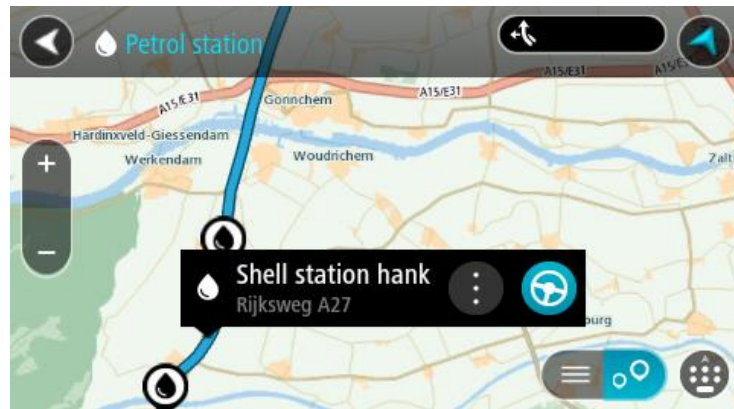 Petrol station
A15/E31
A15/E
A15/E31
Gonnchem
A15/E31
Hardinxveld-Giessendam
Werkendam
Woudrichem
Zalt
+
−
Shell station hank
Rijksweg A27
burg